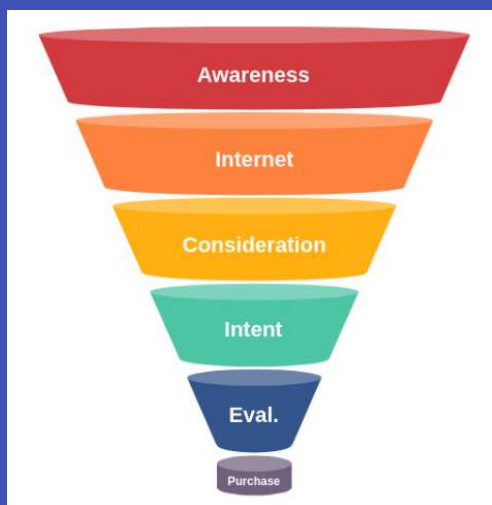 Awareness
Internet
Consideration
Intent
Eval.
Purchase